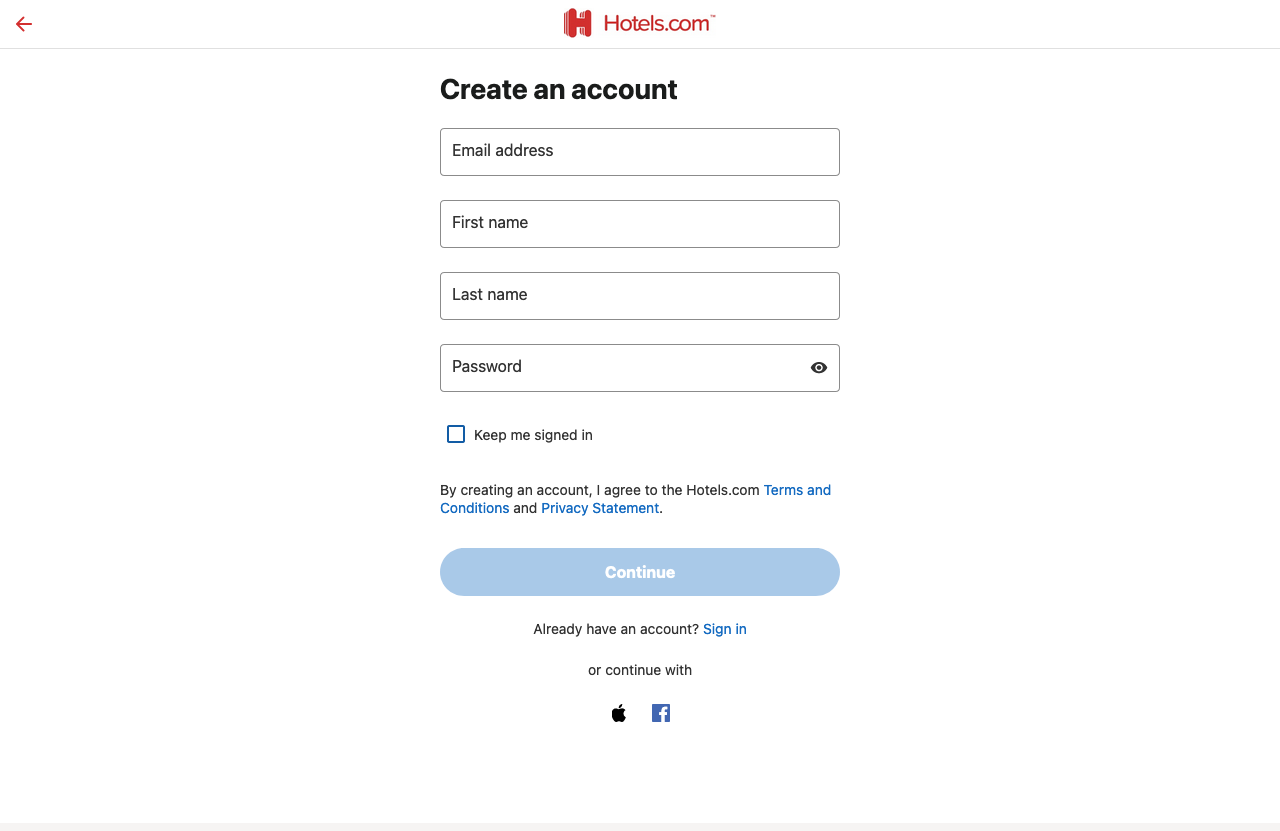 Hotels.com™
Create an account
Email address
First name
Last name
Password
Keep me signed in
By creating an account, I agree to the Hotels.com Terms and
Conditions and Privacy Statement.
Continue
Already have an account? Sign in
or continue with